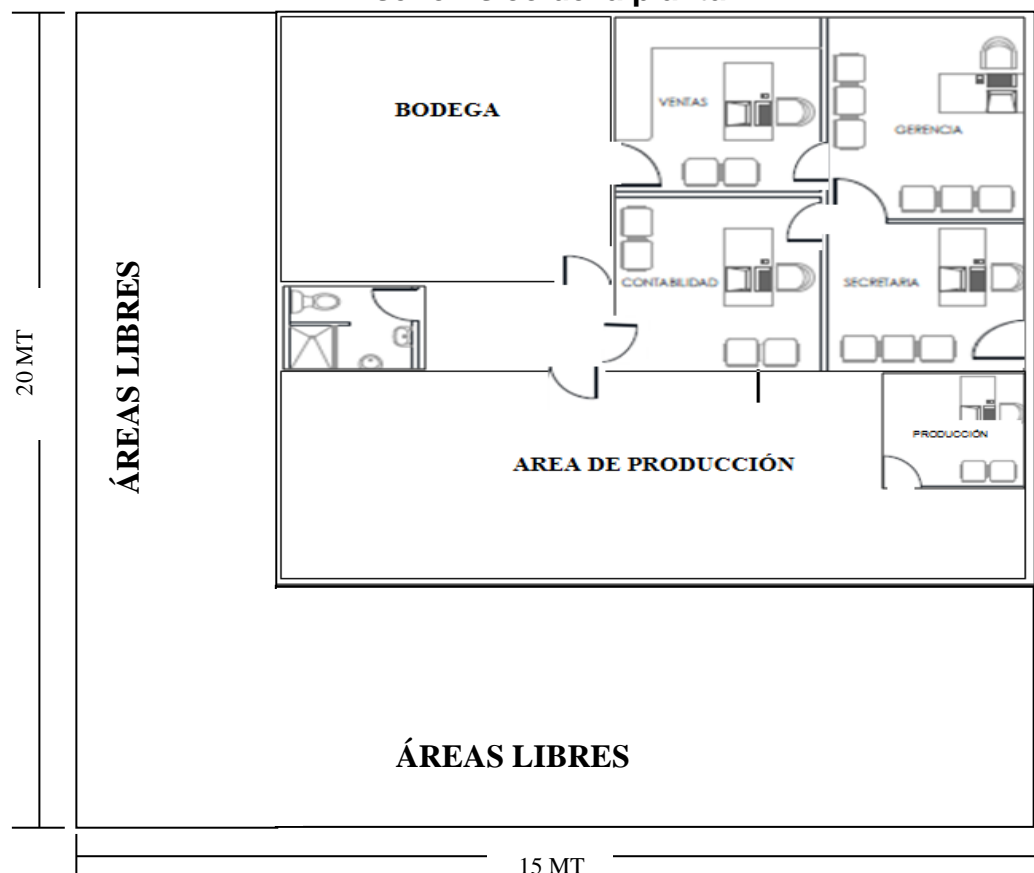 BODEGA
VENTAS
GERENCIA
CONTABILIDAD
SECRETARIA
PRODUCCIÓN
AREA DE PRODUCCIÓN
ÁREAS LIBRES
20 MT
ÁREAS LIBRES
15 MT